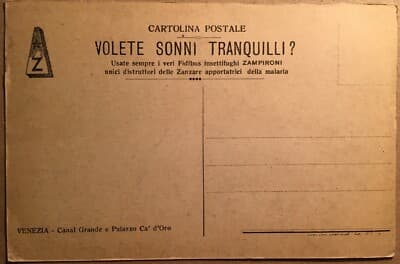 CARTOLINA POSTALE
VOLETE SONNI TRANQUILLI?
Usate sempre i veri Fidibus insettifughi ZAMPIRONI
unici distruttori delle Zanzare apportatrici della malaria
AZ
VENEZIA - Canal Grande e Palazzo Ca' d'Oro